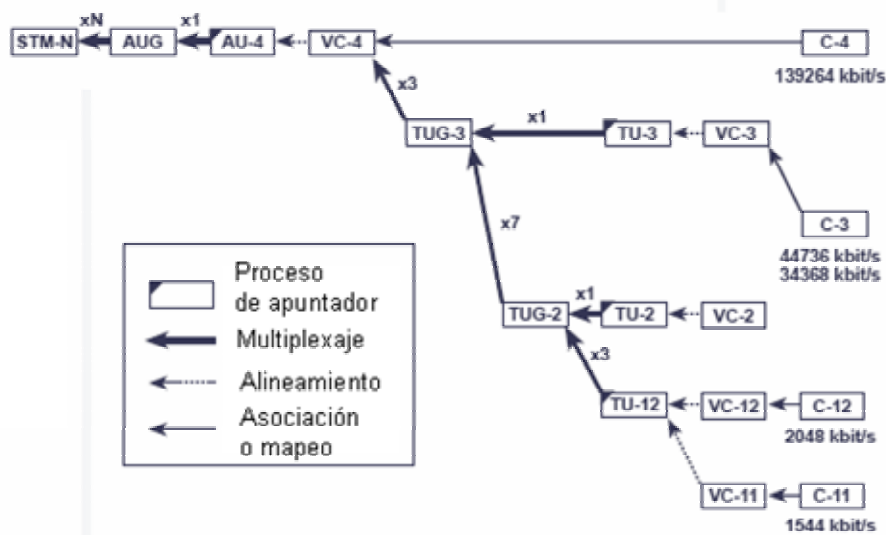 xN
x1
STM-N
AUG
AU-4
VC-4
C-4
139264 kbit/s
x3
x1
TUG-3
TU-3
VC-3
C-3
44736 kbit/s
34368 kbit/s
x7
x1
TUG-2
TU-2
VC-2
x3
TU-12
VC-12
C-12
2048 kbit/s
VC-11
C-11
1544 kbit/s
Proceso
de apuntador
Multiplexaje
Alineamiento
Asociación
o mapeo